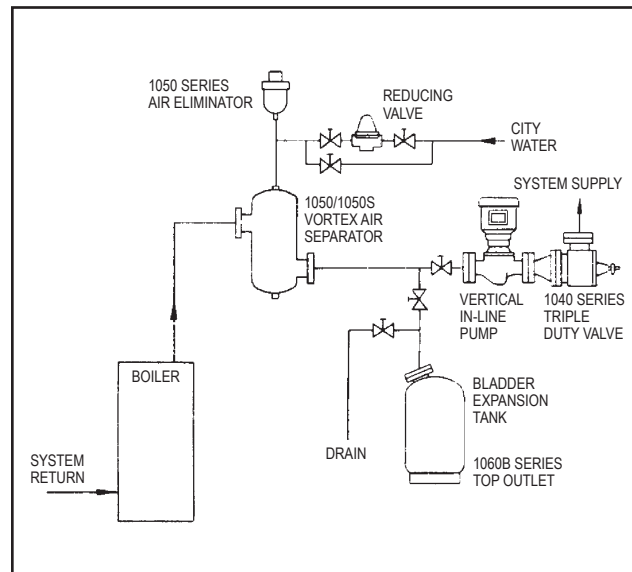 1050 SERIES
AIR ELIMINATOR
REDUCING
VALVE
CITY
WATER
SYSTEM SUPPLY
1050/1050S
VORTEX AIR
SEPARATOR
VERTICAL
IN-LINE
PUMP
1040 SERIES
TRIPLE
DUTY VALVE
BOILER
BLADDER
EXPANSION
TANK
DRAIN
1060B SERIES
TOP OUTLET
SYSTEM
RETURN